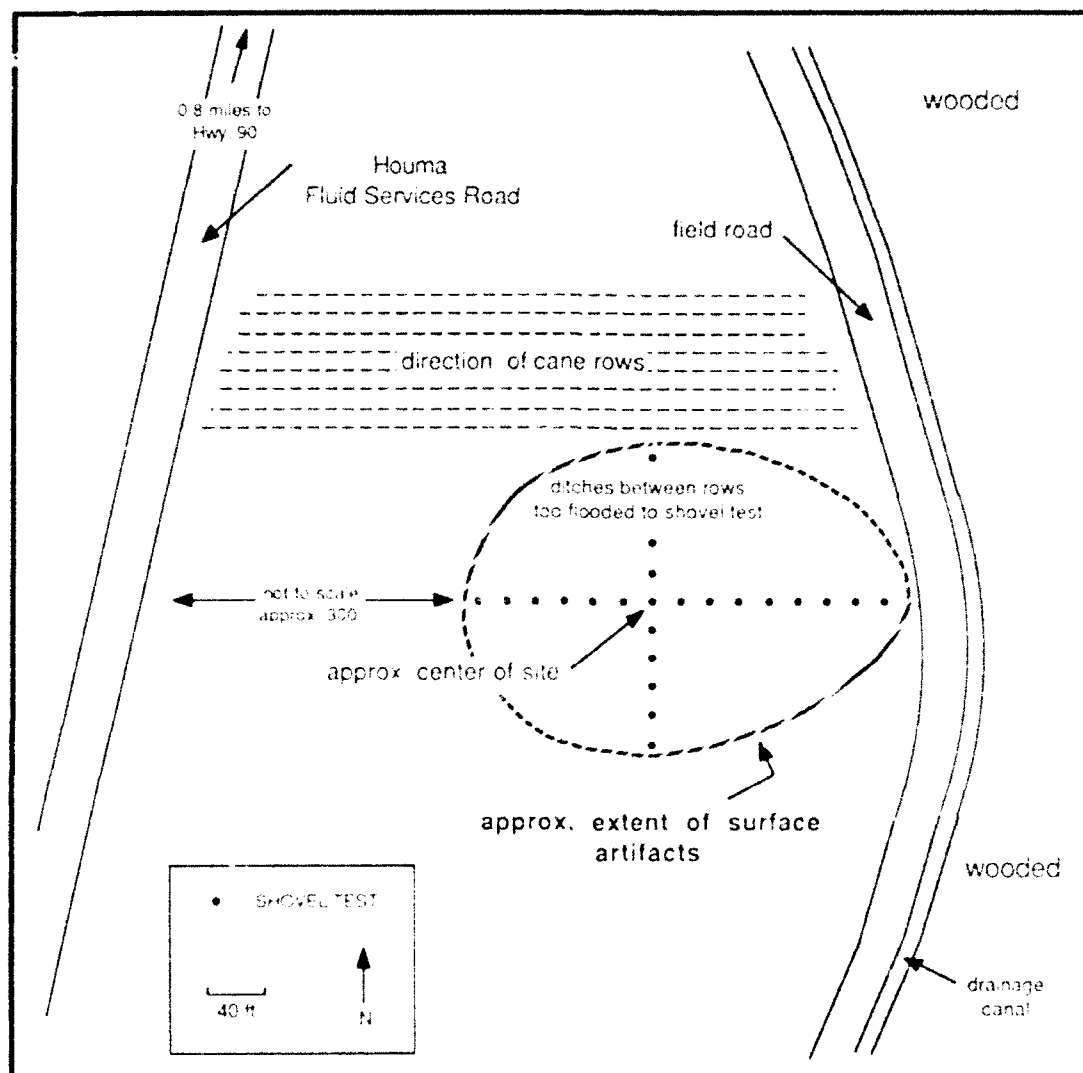 wooded
0.8 miles to
Hwy. 90
Houma
Fluid Services Road
field road
direction of cane rows
ditches between rows
too flooded to shovel test
not to scale
approx. 300
approx. center of site
approx. extent of surface
artifacts
wooded
SHOVEL TEST
40 ft
N
drainage
canal